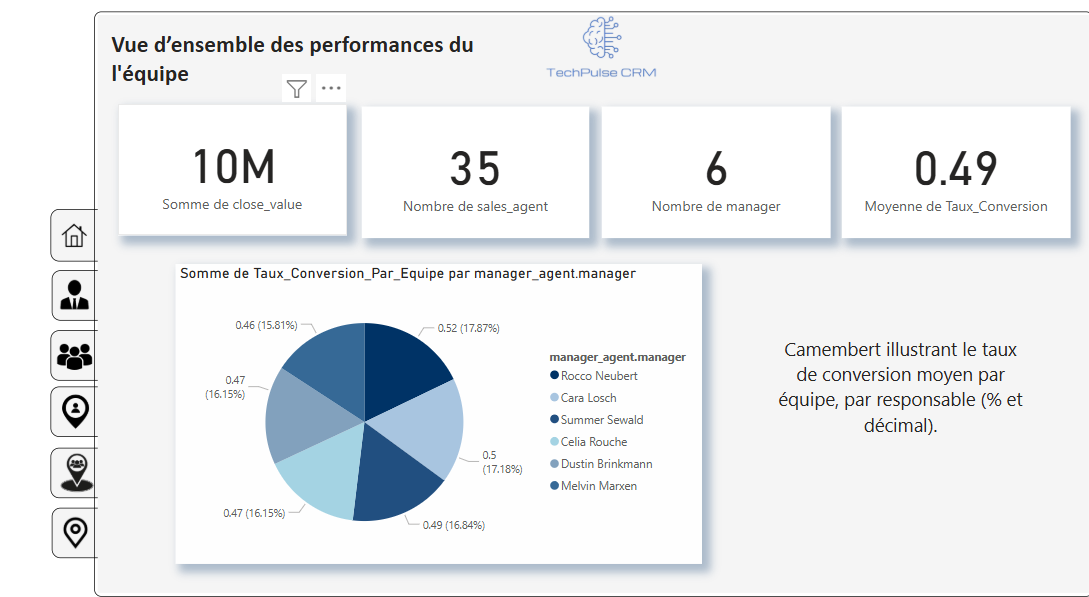 Vue d’ensemble des performances du
l'équipe
TechPulse CRM
10M
Somme de close_value
35
Nombre de sales_agent
6
Nombre de manager
0.49
Moyenne de Taux_Conversion
Somme de Taux_Conversion_Par_Equipe par manager_agent.manager
0.46 (15.81%)
0.52 (17.87%)
0.47
(16.15%)
0.5
(17.18%)
0.47 (16.15%)
0.49 (16.84%)
manager_agent.manager
Rocco Neubert
Cara Losch
Summer Sewald
Celia Rouche
Dustin Brinkmann
Melvin Marxen
Camembert illustrant le taux
de conversion moyen par
équipe, par responsable (% et
décimal).